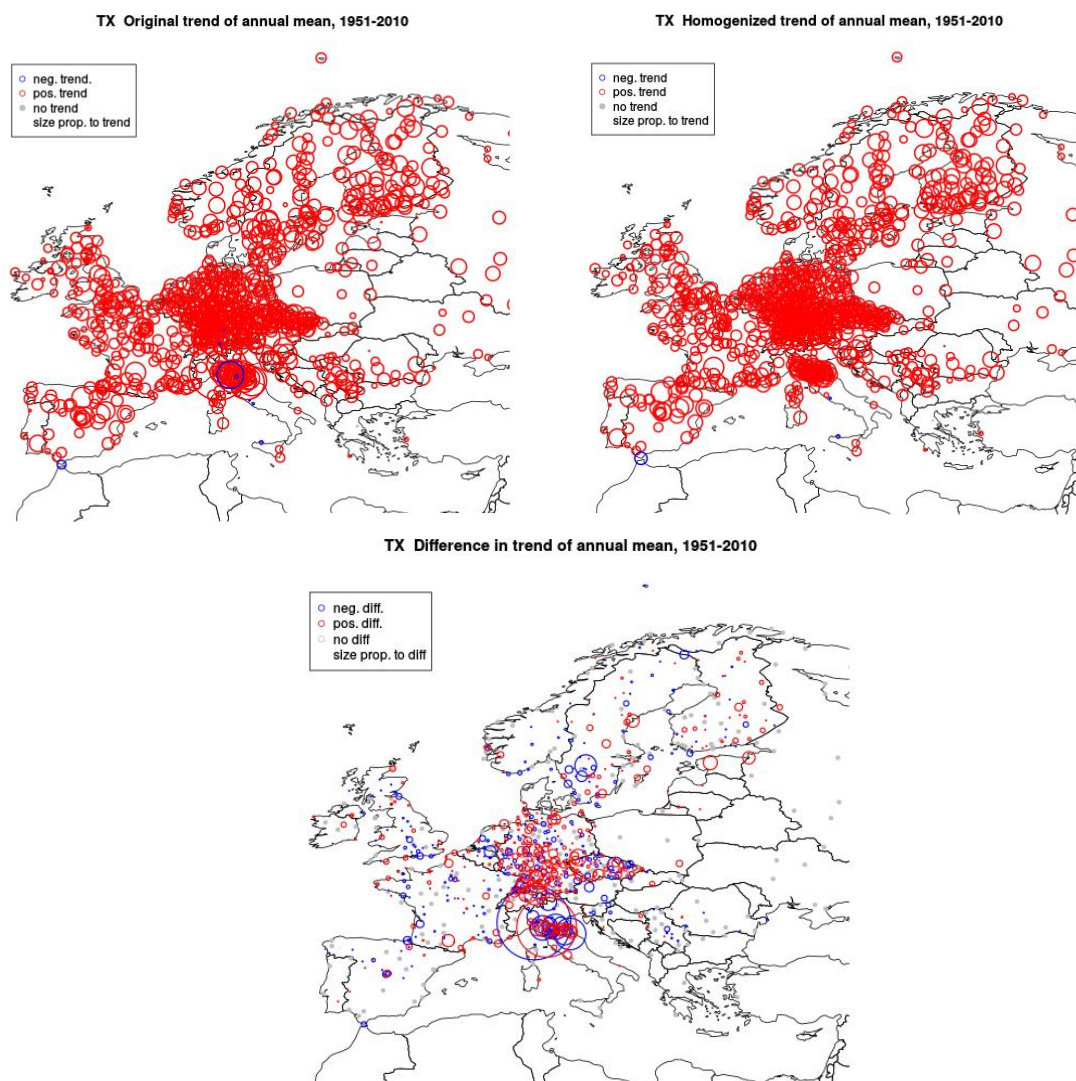 TX Original trend of annual mean, 1951-2010
neg. trend.
pos. trend
no trend
size prop. to trend
TX Homogenized trend of annual mean, 1951-2010
neg. trend
pos. trend
no trend
size prop. to trend
TX Difference in trend of annual mean, 1951-2010
neg. diff.
pos. diff.
no diff
size prop. to diff